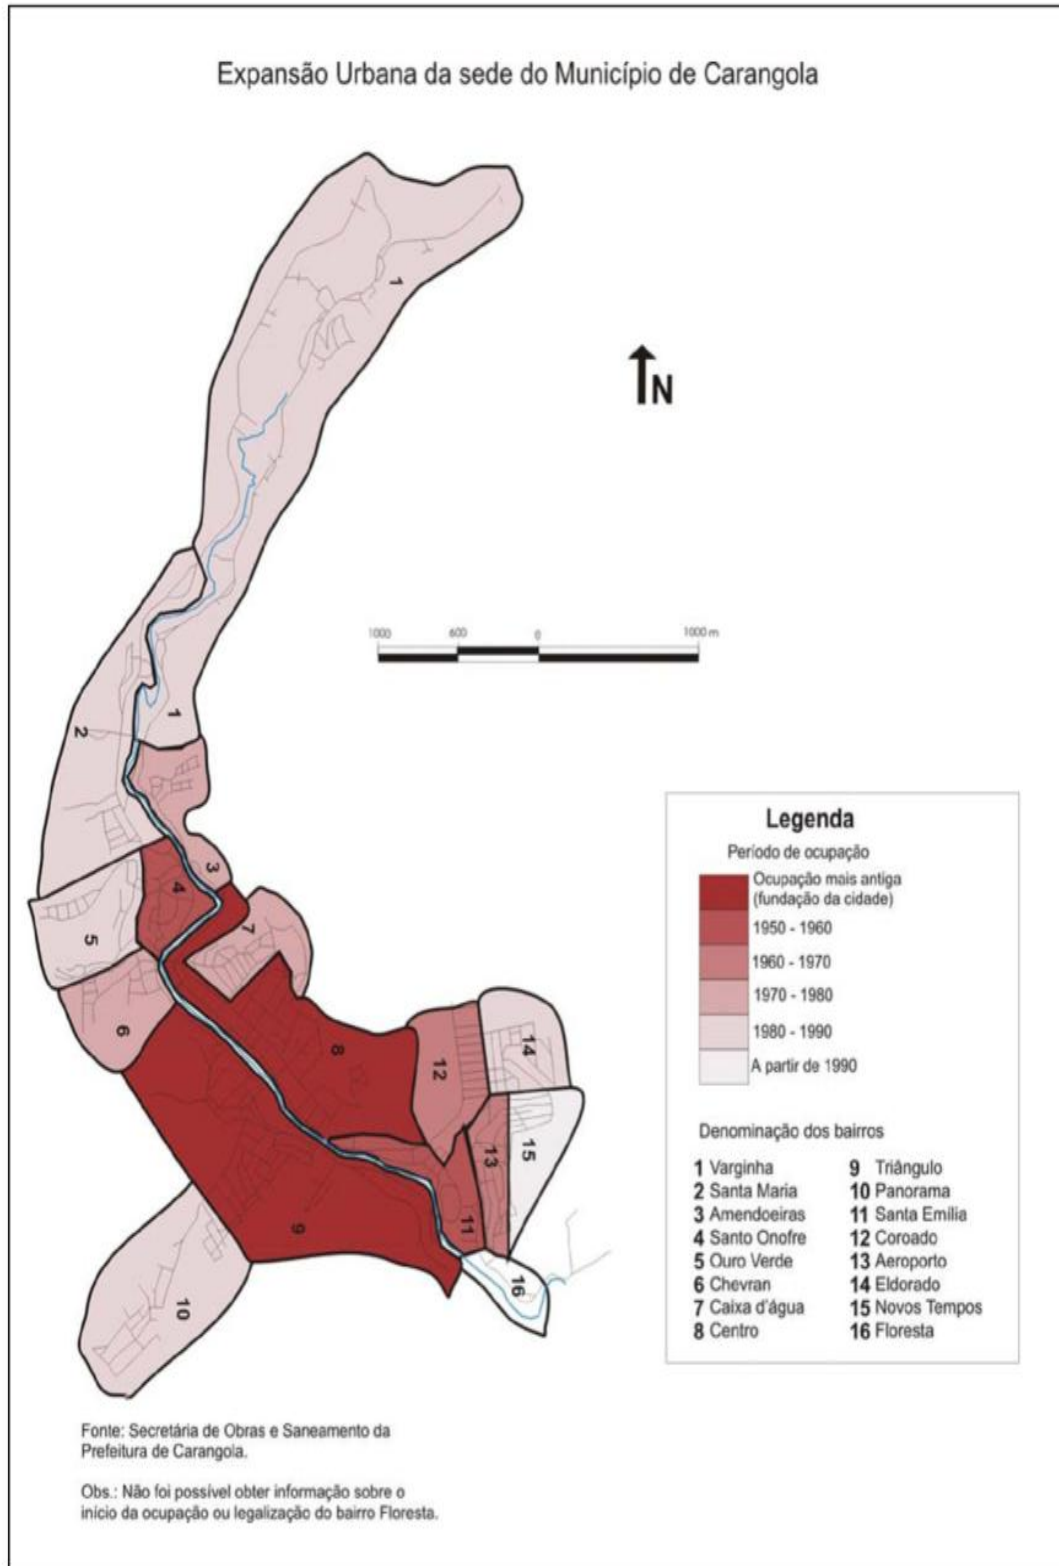 Expansão Urbana da sede do Município de Carangola
1
N
1000 600 0 1000 m
2
1
3
4
7
5
6
8
12
14
13
15
9
11
16
10
Legenda
Período de ocupação
Ocupação mais antiga
(fundação da cidade)
1950 - 1960
1960 - 1970
1970 - 1980
1980 - 1990
A partir de 1990
Denominação dos bairros
1 Varginha
2 Santa Maria
3 Amendoeiras
4 Santo Onofre
5 Ouro Verde
6 Chevran
7 Caixa d'água
8 Centro
9 Triângulo
10 Panorama
11 Santa Emília
12 Coroado
13 Aeroporto
14 Eldorado
15 Novos Tempos
16 Floresta
Fonte: Secretária de Obras e Saneamento da
Prefeitura de Carangola.
Obs.: Não foi possível obter informação sobre o
início da ocupação ou legalização do bairro Floresta.